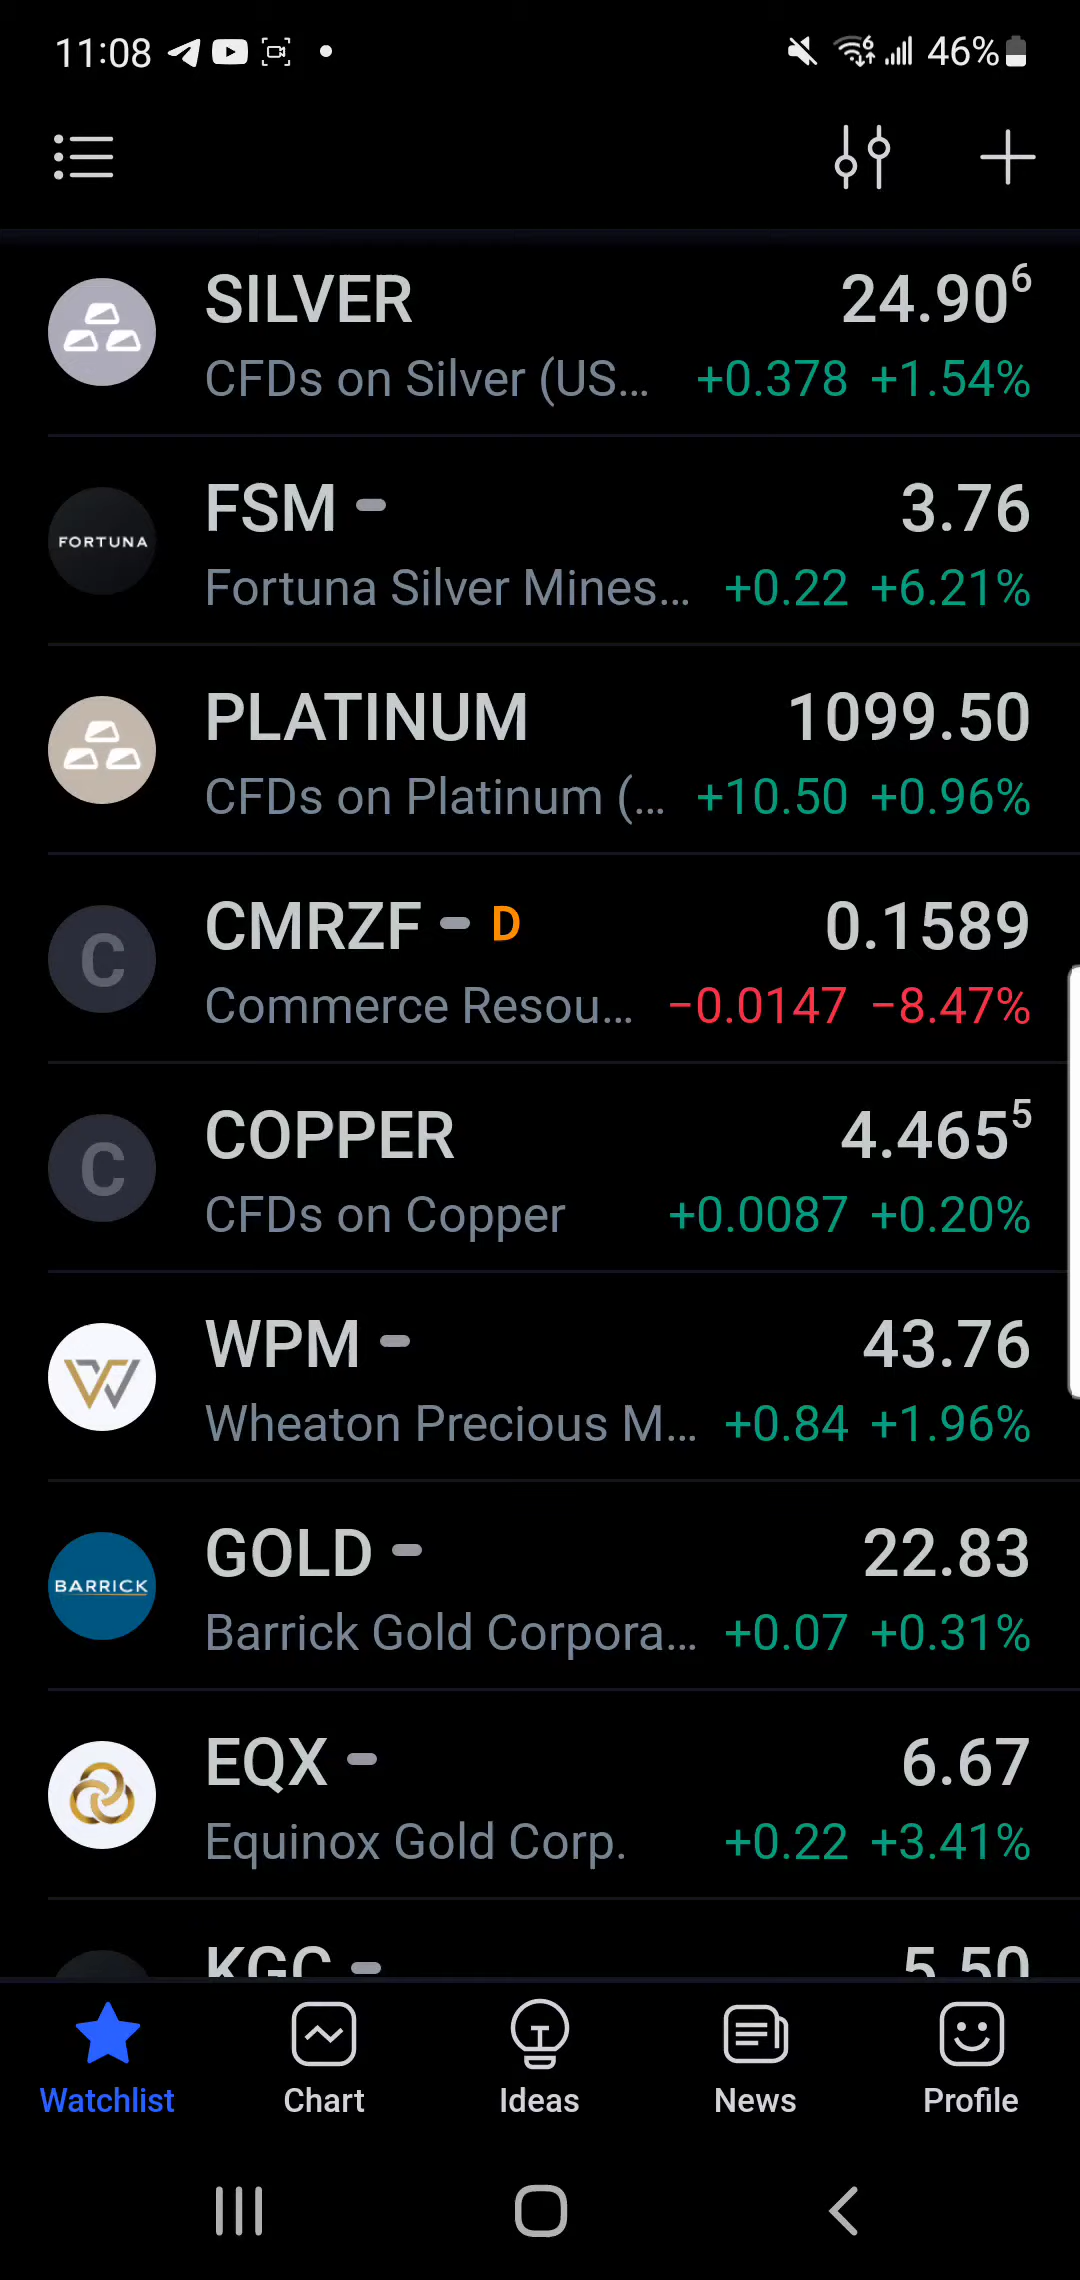 11:08 6 46%
SILVER 24.906
CFDs on Silver (US... +0.378 +1.54%
FORTUNA FSM 3.76
Fortuna Silver Mines... +0.22 +6.21%
PLATINUM 1099.50
CFDs on Platinum (... +10.50 +0.96%
C CMRZF D 0.1589
Commerce Resou... −0.0147 −8.47%
C COPPER 4.4655
CFDs on Copper +0.0087 +0.20%
WPM 43.76
Wheaton Precious M... +0.84 +1.96%
BARRICK GOLD 22.83
Barrick Gold Corpora... +0.07 +0.31%
EQX 6.67
Equinox Gold Corp. +0.22 +3.41%
KGC 5.50
Watchlist Chart Ideas News Profile